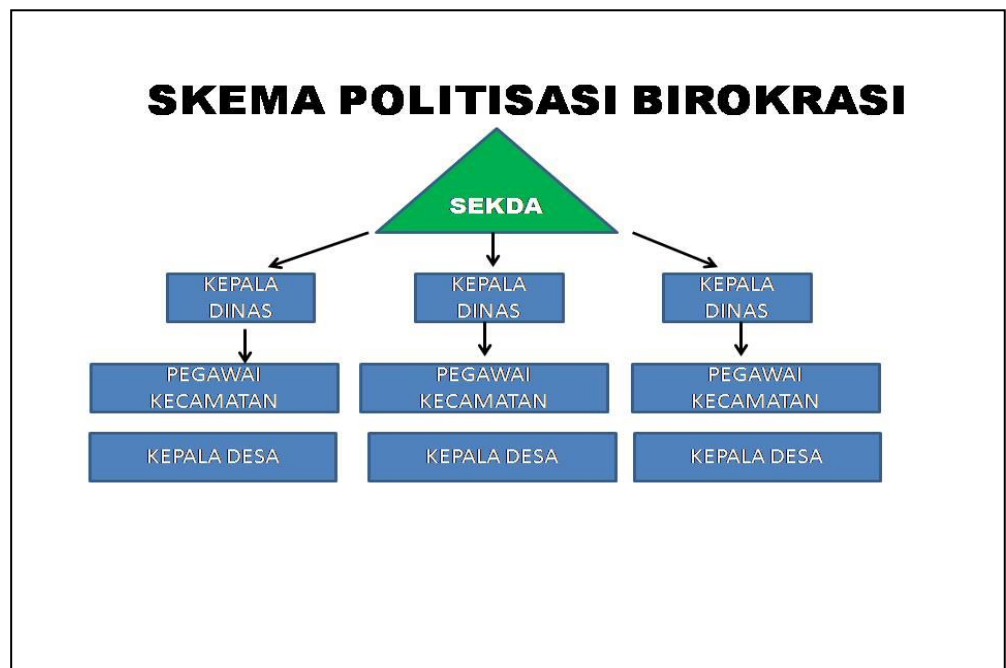 SKEMA POLITISASI BIROKRASI
SEKDA
KEPALA
DINAS
KEPALA
DINAS
KEPALA
DINAS
PEGAWAI
KECAMATAN
PEGAWAI
KECAMATAN
PEGAWAI
KECAMATAN
KEPALA DESA
KEPALA DESA
KEPALA DESA